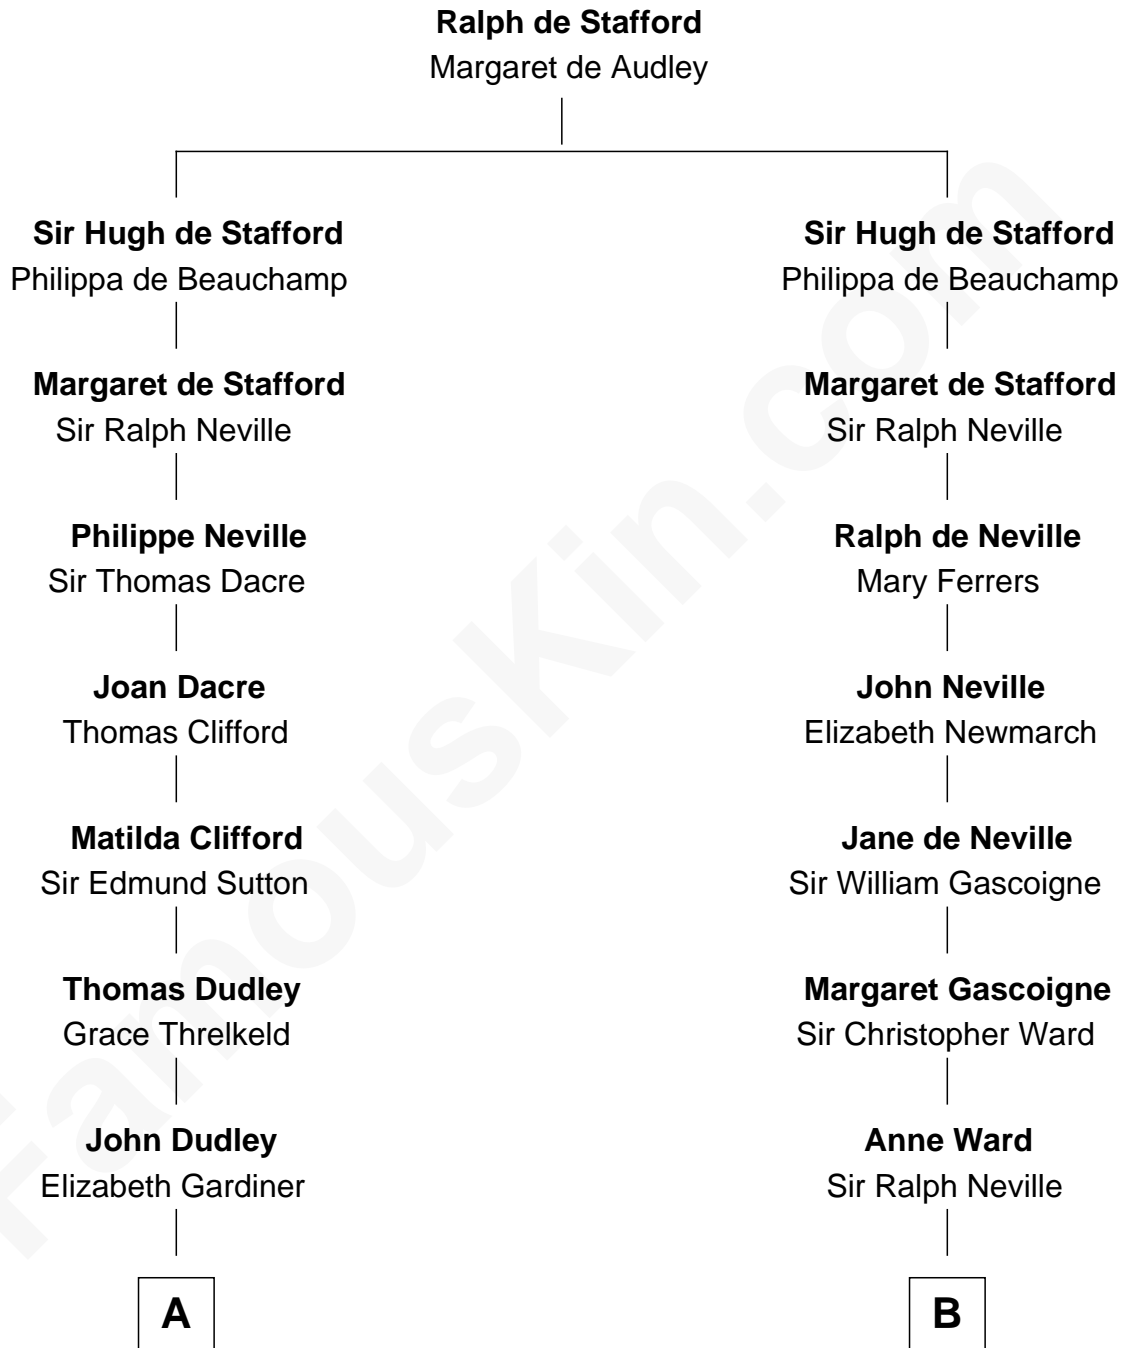 Ralph de Stafford
Margaret de Audley
Sir Hugh de Stafford
Philippa de Beauchamp
Sir Hugh de Stafford
Philippa de Beauchamp
Margaret de Stafford
Sir Ralph Neville
Margaret de Stafford
Sir Ralph Neville
Philippe Neville
Sir Thomas Dacre
Ralph de Neville
Mary Ferrers
Joan Dacre
Thomas Clifford
John Neville
Elizabeth Newmarch
Matilda Clifford
Sir Edmund Sutton
Jane de Neville
Sir William Gascoigne
Thomas Dudley
Grace Threlkeld
Margaret Gascoigne
Sir Christopher Ward
John Dudley
Elizabeth Gardiner
Anne Ward
Sir Ralph Neville
A
B
FamousKin.com